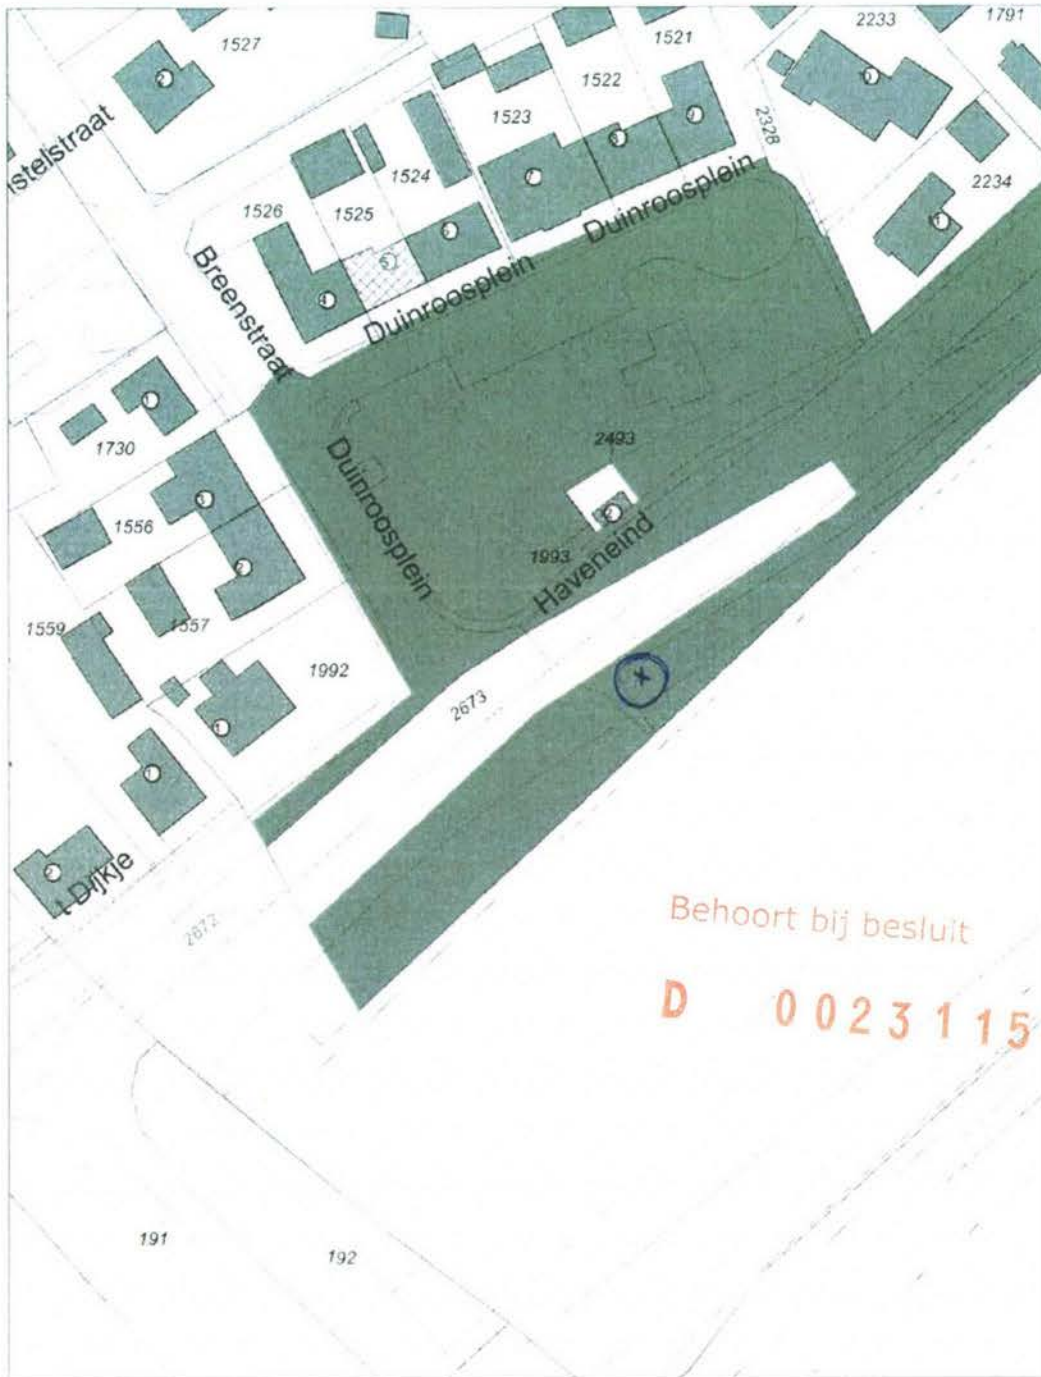 1527
2233
1791
1521
1522
1523
2328
istelstraat
1524
2234
1526
1525
Duinroosplein
Breenstraat
Duinroosplein
1730
2493
Duinroosplein
1556
1993
Haveneind
1559
1557
1992
2673
x
't Dijkje
2672
Behoort bij besluit
D 0023115
191
192